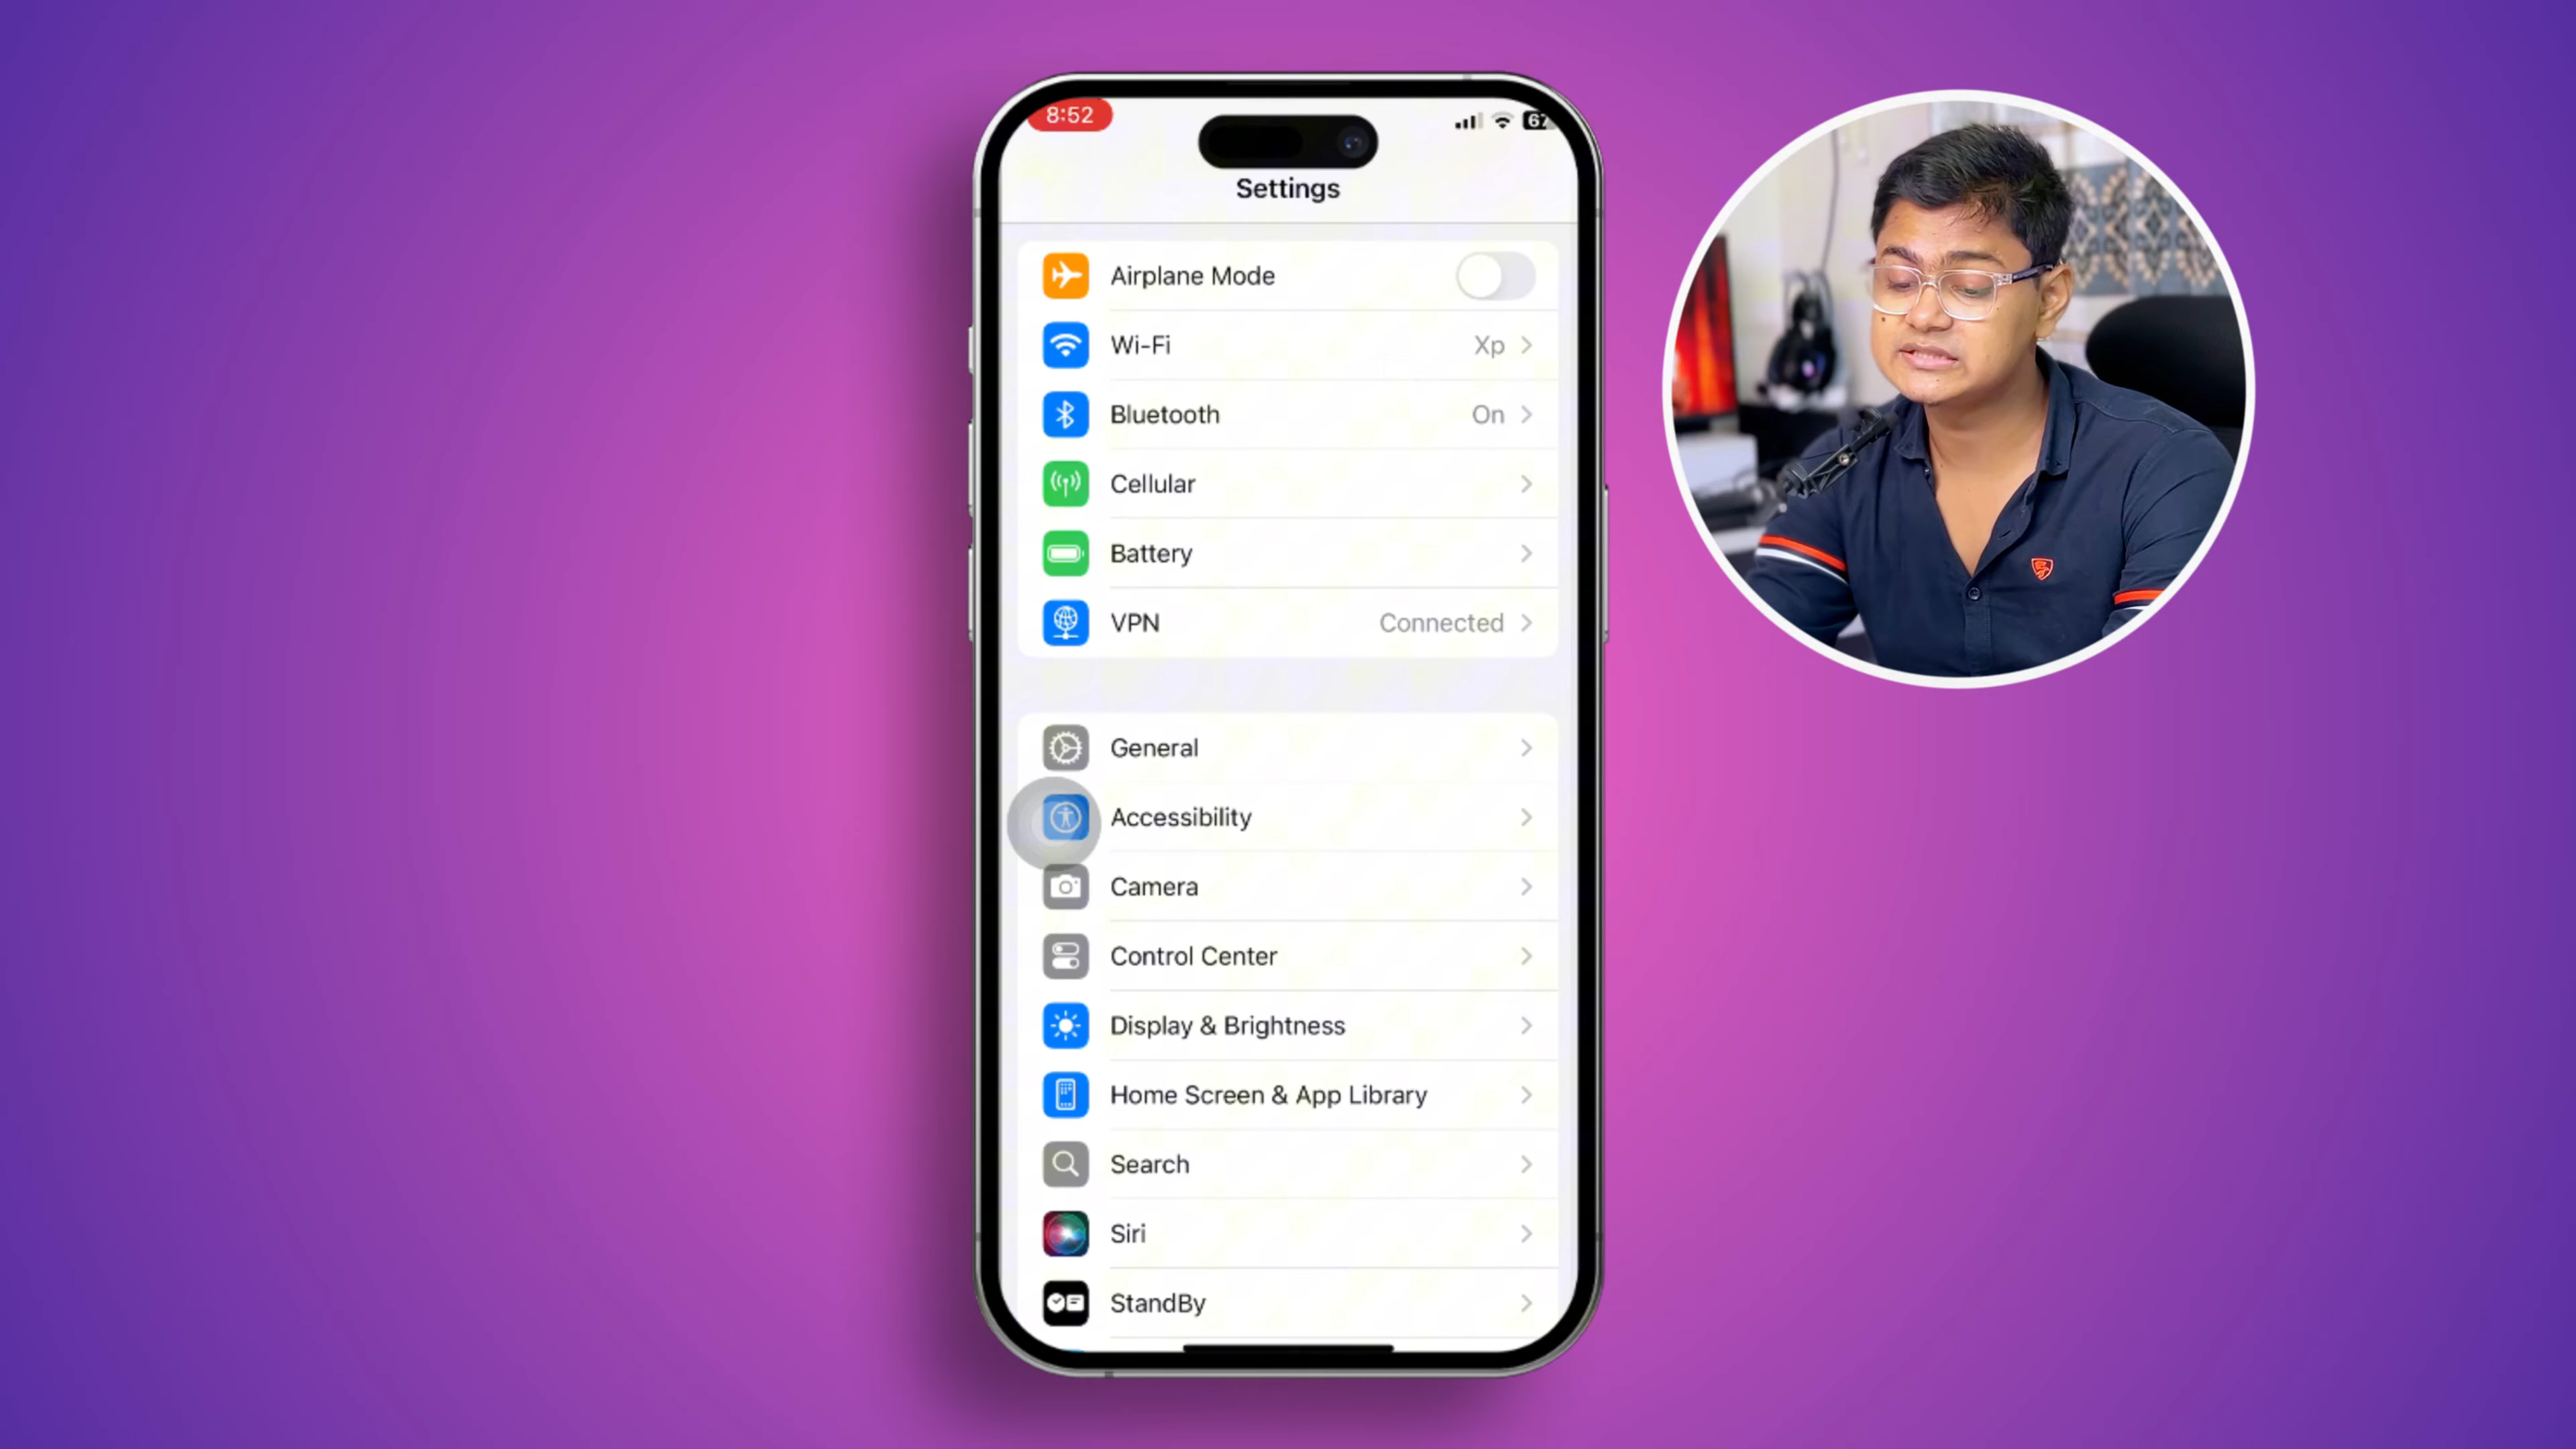 8:52
67
Settings
Airplane Mode
Wi-Fi Xp
Bluetooth On
Cellular
Battery
VPN Connected
General
Accessibility
Camera
Control Center
Display & Brightness
Home Screen & App Library
Search
Siri
StandBy